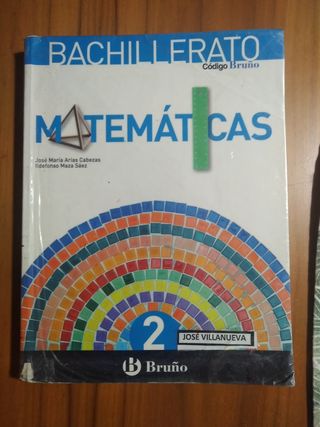 BACHILLERATO
Código Bruño
MATEMÁTICAS
José María Arias Cabezas
Ildefonso Maza Sáez
2
JOSÉ VILLANUEVA
B Bruño